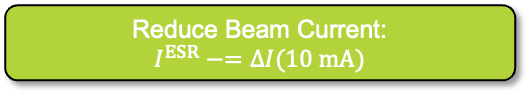 Reduce Beam Current:
I^ESR −= ΔI(10 mA)